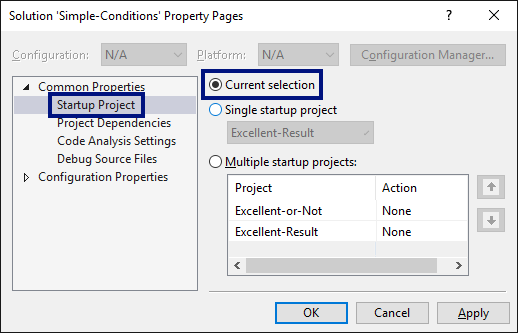 Solution 'Simple-Conditions' Property Pages
Configuration: N/A Platform: N/A Configuration Manager...
Common Properties
Startup Project
Project Dependencies
Code Analysis Settings
Debug Source Files
Configuration Properties
Current selection
Single startup project
Excellent-Result
Multiple startup projects:
Project Action
Excellent-or-Not None
Excellent-Result None
OK Cancel Apply